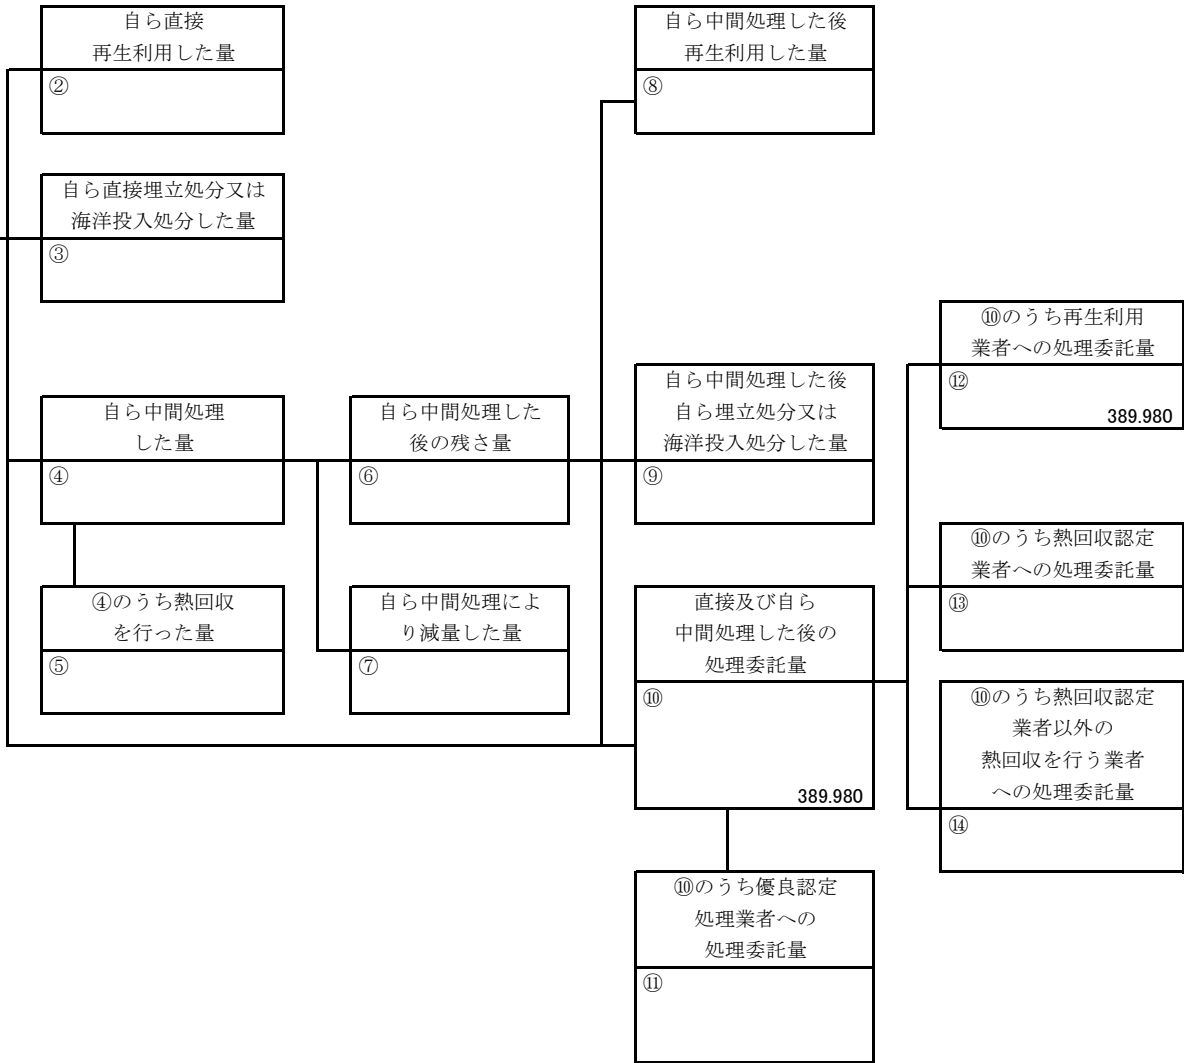 自ら直接
再生利用した量
②
自ら直接埋立処分又は
海洋投入処分した量
③
自ら中間処理
した量
④
④のうち熱回収
を行った量
⑤
自ら中間処理した
後の残さ量
⑥
自ら中間処理によ
り減量した量
⑦
自ら中間処理した後
再生利用した量
⑧
自ら中間処理した後
自ら埋立処分又は
海洋投入処分した量
⑨
直接及び自ら
中間処理した後の
処理委託量
⑩
389.980
⑩のうち優良認定
処理業者への
処理委託量
⑪
⑩のうち再生利用
業者への処理委託量
⑫
389.980
⑩のうち熱回収認定
業者への処理委託量
⑬
⑩のうち熱回収認定
業者以外の
熱回収を行う業者
への処理委託量
⑭